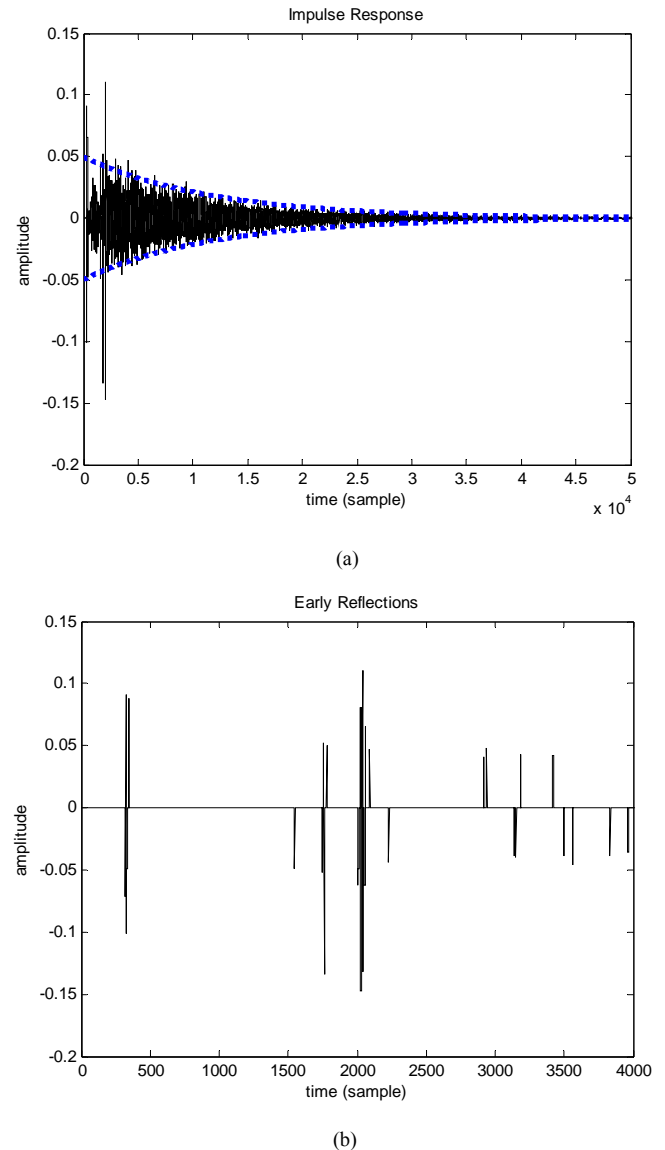 Impulse Response
0.15
0.1
0.05
0
-0.05
-0.1
-0.15
-0.2
amplitude
0 0.5 1 1.5 2 2.5 3 3.5 4 4.5 5
time (sample)
x 10^4
(a)
Early Reflections
0.15
0.1
0.05
0
-0.05
-0.1
-0.15
-0.2
amplitude
0 500 1000 1500 2000 2500 3000 3500 4000
time (sample)
(b)